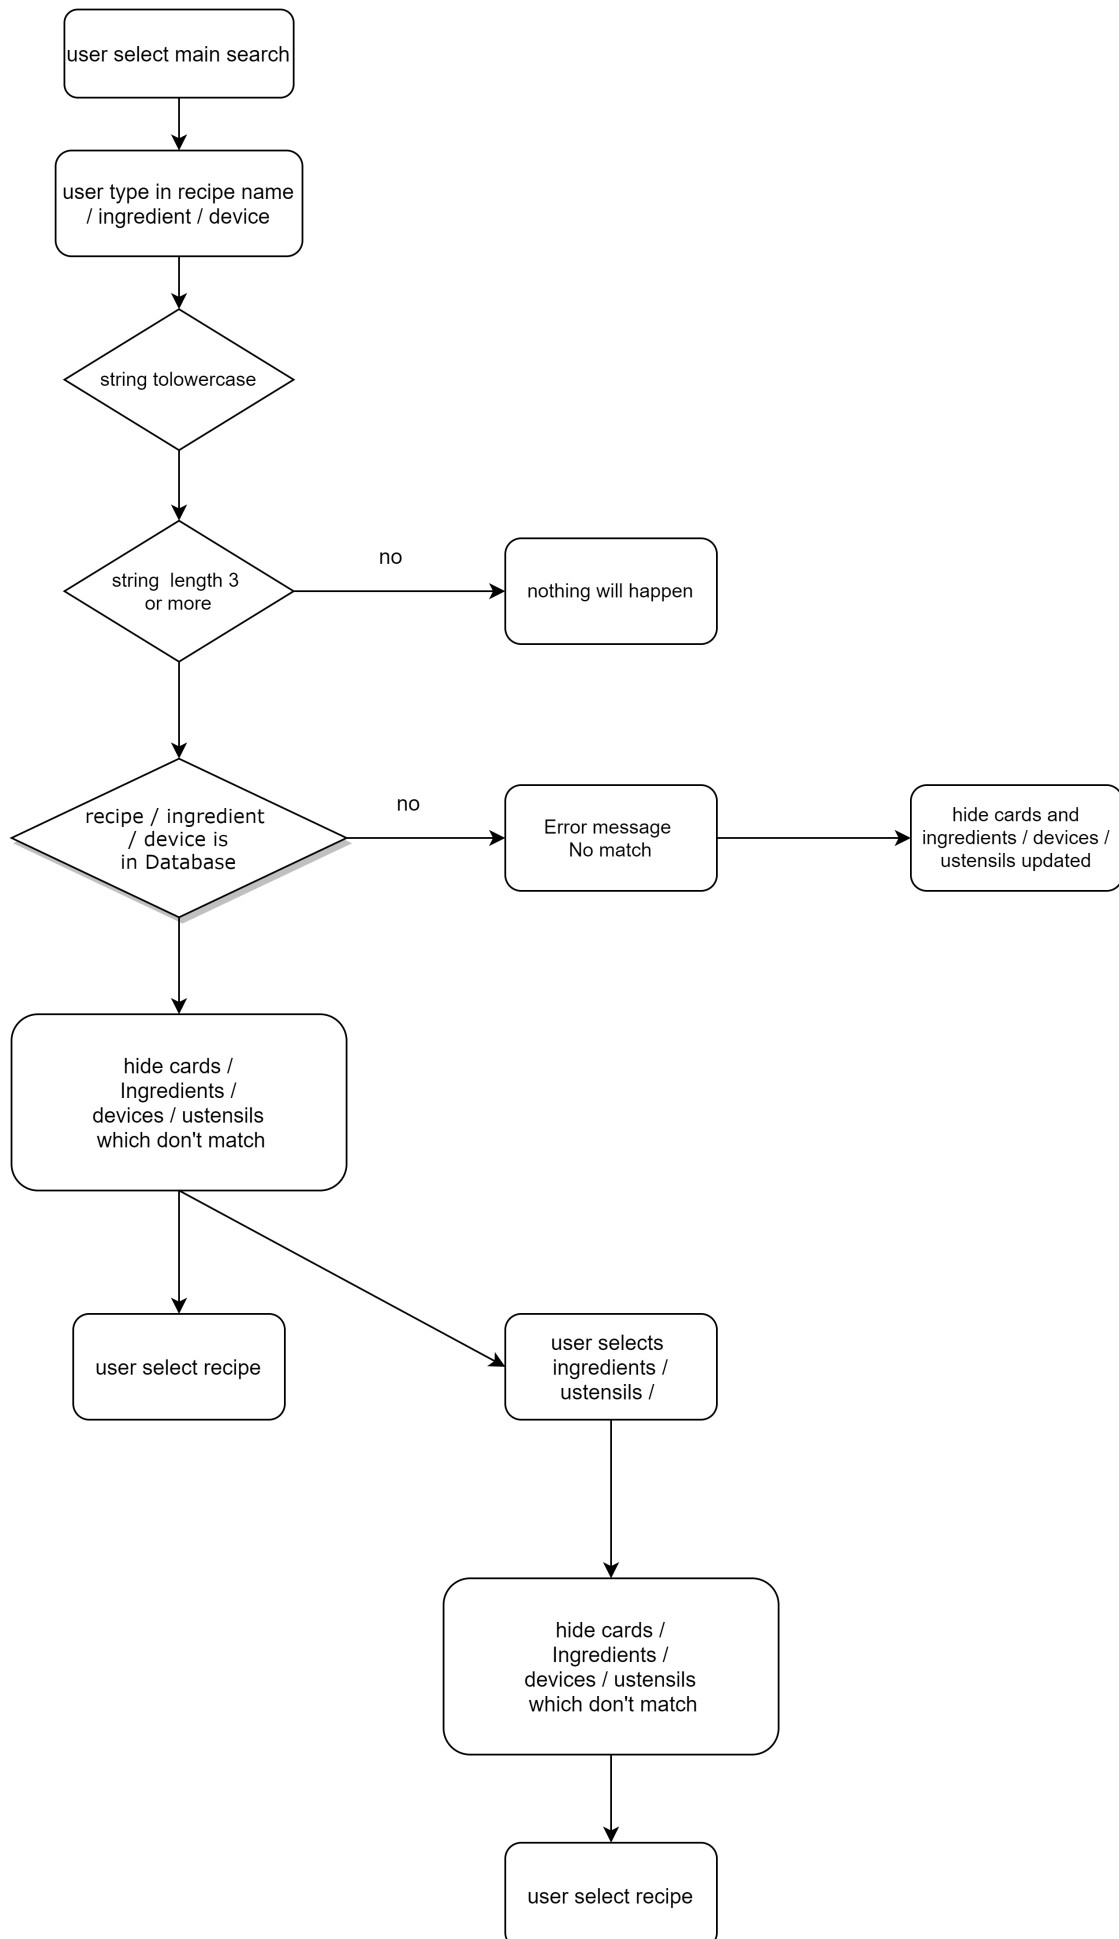 user select main search
user type in recipe name
/ ingredient / device
string tolowercase
string  length 3
or more
no
nothing will happen
recipe / ingredient
/ device is
in Database
no
Error message
No match
hide cards and
ingredients / devices /
ustensils updated
hide cards /
Ingredients /
devices / ustensils
which don't match
user select recipe
user selects
ingredients /
ustensils /
hide cards /
Ingredients /
devices / ustensils
which don't match
user select recipe